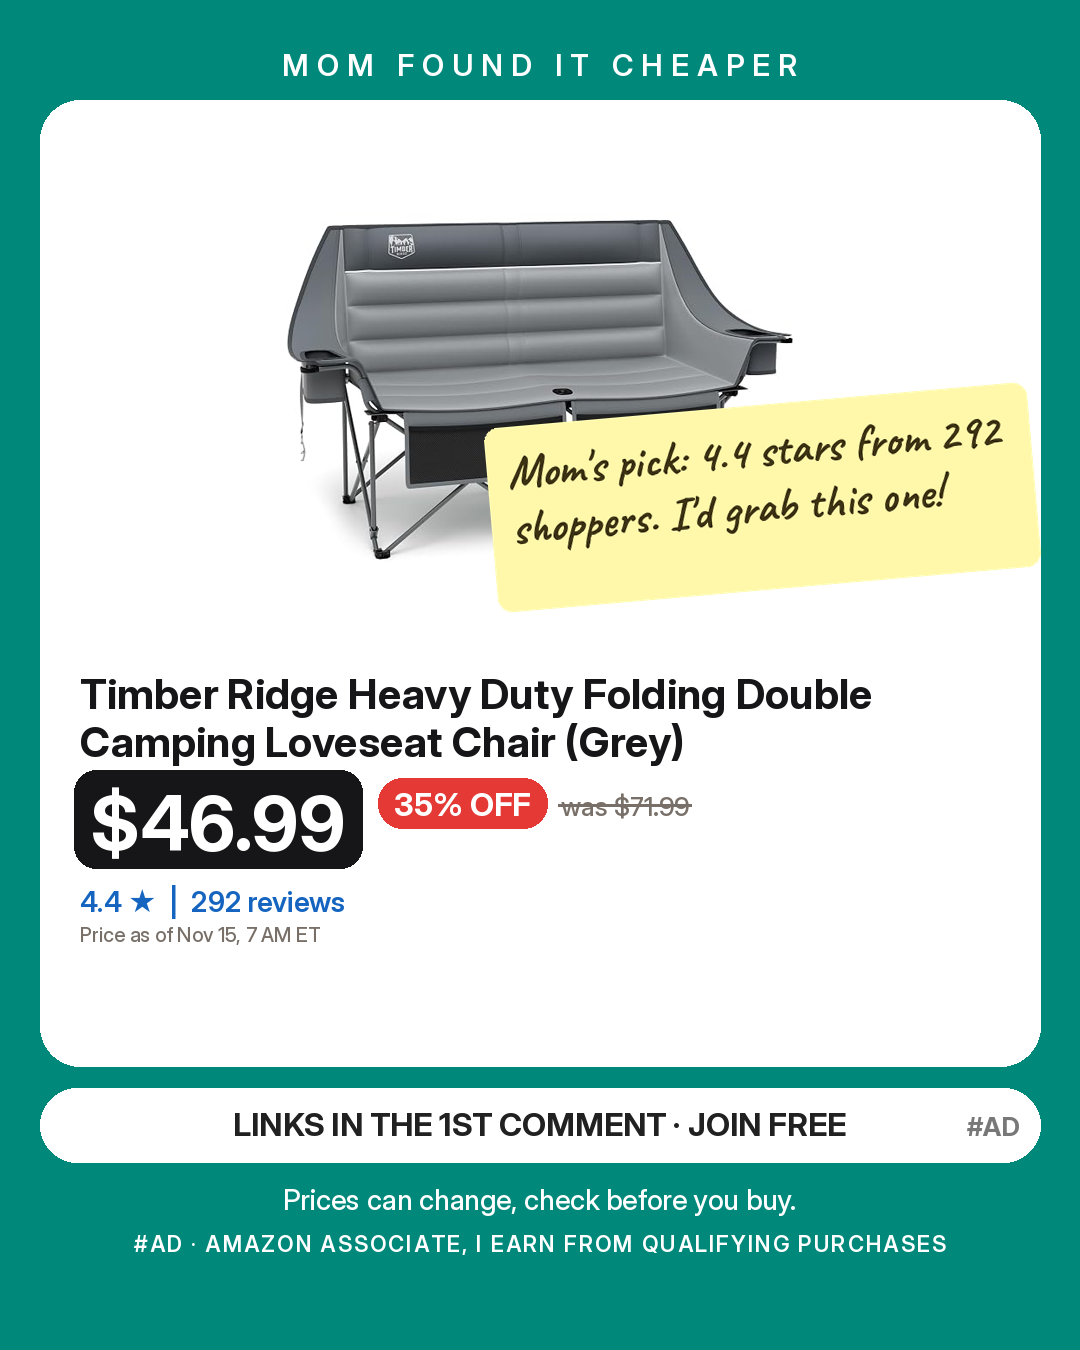 MOM FOUND IT CHEAPER
TIMBER
RIDGE
Mom's pick: 4.4 stars from 292
shoppers. I'd grab this one!
Timber Ridge Heavy Duty Folding Double
Camping Loveseat Chair (Grey)
$46.99
35% OFF
was $71.99
4.4 ★ | 292 reviews
Price as of Nov 15, 7 AM ET
LINKS IN THE 1ST COMMENT · JOIN FREE
#AD
Prices can change, check before you buy.
#AD · AMAZON ASSOCIATE, I EARN FROM QUALIFYING PURCHASES